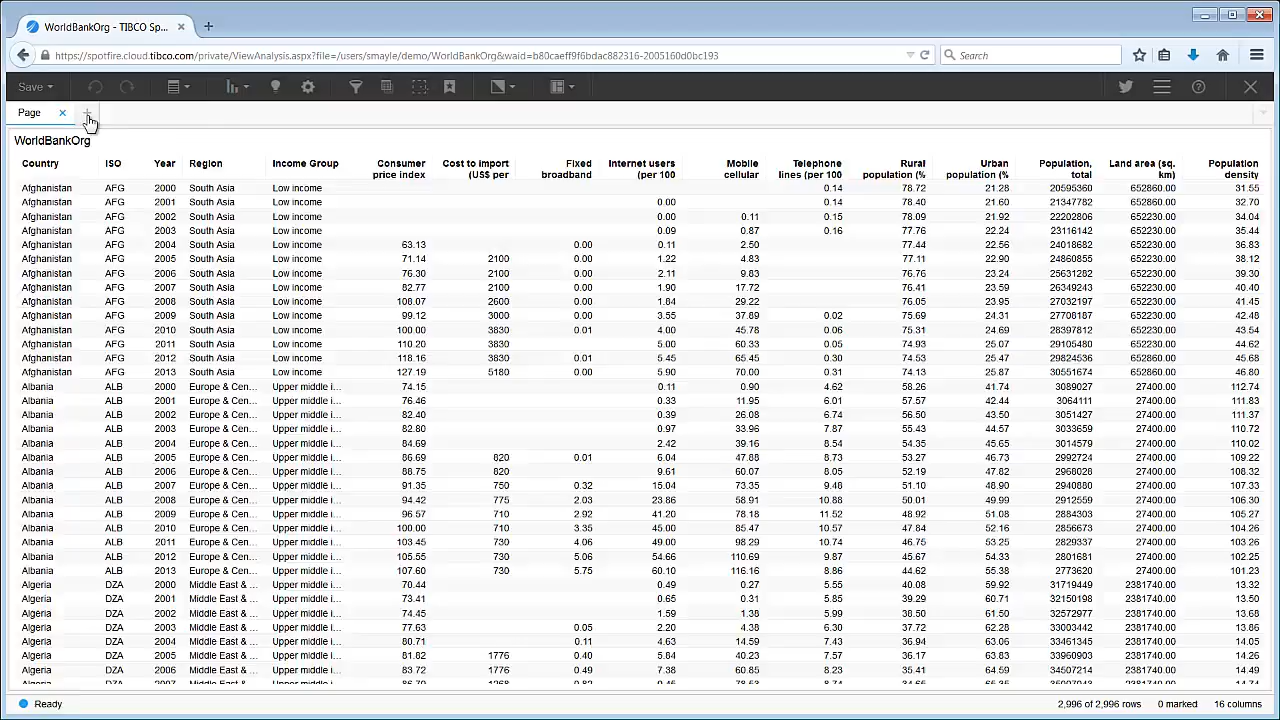 WorldBankOrg - TIBCO Sp...
https://spotfire.cloud.tibco.com/private/ViewAnalysis.aspx?file=/users/smayle/demo/WorldBankOrg&waid=b80caeff9f6bdac882316-2005160d0bc193
Search
Save
Page
WorldBankOrg
Country ISO Year Region Income Group Consumer price index Cost to import (US$ per Fixed broadband Internet users (per 100 Mobile cellular Telephone lines (per 100 Rural population (% Urban population (% Population, total Land area (sq. km) Population density
Afghanistan AFG 2000 South Asia Low income 0.14 78.72 21.28 20595360 652860.00 31.55
Afghanistan AFG 2001 South Asia Low income 0.00 0.14 78.40 21.60 21347782 652860.00 32.70
Afghanistan AFG 2002 South Asia Low income 0.00 0.11 0.15 78.09 21.92 22202806 652230.00 34.04
Afghanistan AFG 2003 South Asia Low income 0.09 0.87 0.16 77.76 22.24 23116142 652230.00 35.44
Afghanistan AFG 2004 South Asia Low income 63.13 0.00 0.11 2.50 77.44 22.56 24018682 652860.00 36.83
Afghanistan AFG 2005 South Asia Low income 71.14 2100 0.00 1.22 4.83 77.11 22.90 24860855 652860.00 38.12
Afghanistan AFG 2006 South Asia Low income 76.30 2100 0.00 2.11 9.83 76.76 23.24 25631282 652860.00 39.30
Afghanistan AFG 2007 South Asia Low income 82.77 2100 0.00 1.90 17.72 76.41 23.59 26349243 652860.00 40.40
Afghanistan AFG 2008 South Asia Low income 108.07 2600 0.00 1.84 29.22 76.05 23.95 27032197 652230.00 41.45
Afghanistan AFG 2009 South Asia Low income 99.12 3000 0.00 3.55 37.89 0.02 75.69 24.31 27708187 652230.00 42.48
Afghanistan AFG 2010 South Asia Low income 100.00 3830 0.01 4.00 45.78 0.06 75.31 24.69 28397812 652230.00 43.54
Afghanistan AFG 2011 South Asia Low income 110.20 3830 5.00 60.33 0.05 74.93 25.07 29105480 652230.00 44.62
Afghanistan AFG 2012 South Asia Low income 118.16 3830 0.01 5.45 65.45 0.30 74.53 25.47 29824536 652860.00 45.68
Afghanistan AFG 2013 South Asia Low income 127.19 5180 0.00 5.90 70.00 0.31 74.13 25.87 30551674 652860.00 46.80
Albania ALB 2000 Europe & Cen... Upper middle i... 74.15 0.11 0.90 4.62 58.26 41.74 3089027 27400.00 112.74
Albania ALB 2001 Europe & Cen... Upper middle i... 76.46 0.33 11.95 6.01 57.57 42.44 3064111 27400.00 111.83
Albania ALB 2002 Europe & Cen... Upper middle i... 82.40 0.39 26.08 6.74 56.50 43.50 3051427 27400.00 111.37
Albania ALB 2003 Europe & Cen... Upper middle i... 82.80 0.97 33.96 7.87 55.43 44.57 3033659 27400.00 110.72
Albania ALB 2004 Europe & Cen... Upper middle i... 84.69 2.42 39.16 8.54 54.35 45.65 3014579 27400.00 110.02
Albania ALB 2005 Europe & Cen... Upper middle i... 86.69 820 0.01 6.04 47.88 8.73 53.27 46.73 2992724 27400.00 109.22
Albania ALB 2006 Europe & Cen... Upper middle i... 88.75 820 9.61 60.07 8.05 52.19 47.82 2968028 27400.00 108.32
Albania ALB 2007 Europe & Cen... Upper middle i... 91.35 750 0.32 15.04 73.35 9.48 51.10 48.90 2940880 27400.00 107.33
Albania ALB 2008 Europe & Cen... Upper middle i... 94.42 775 2.03 23.86 58.91 10.88 50.01 49.99 2912559 27400.00 106.30
Albania ALB 2009 Europe & Cen... Upper middle i... 96.57 710 2.92 41.20 78.18 11.52 48.92 51.08 2884303 27400.00 105.27
Albania ALB 2010 Europe & Cen... Upper middle i... 100.00 710 3.35 45.00 85.47 10.57 47.84 52.16 2856673 27400.00 104.26
Albania ALB 2011 Europe & Cen... Upper middle i... 103.45 730 4.06 49.00 98.29 10.74 46.75 53.25 2829337 27400.00 103.26
Albania ALB 2012 Europe & Cen... Upper middle i... 105.55 730 5.06 54.66 110.69 9.87 45.67 54.33 2801681 27400.00 102.25
Albania ALB 2013 Europe & Cen... Upper middle i... 107.60 730 5.75 60.10 116.16 8.86 44.62 55.38 2773620 27400.00 101.23
Algeria DZA 2000 Middle East & ... Upper middle i... 70.44 0.49 0.27 5.55 40.08 59.92 31719449 2381740.00 13.32
Algeria DZA 2001 Middle East & ... Upper middle i... 73.41 0.65 0.31 5.85 39.29 60.71 32150198 2381740.00 13.50
Algeria DZA 2002 Middle East & ... Upper middle i... 74.45 1.59 1.38 5.99 38.50 61.50 32572977 2381740.00 13.68
Algeria DZA 2003 Middle East & ... Upper middle i... 77.63 0.05 2.20 4.38 6.30 37.72 62.28 33003442 2381740.00 13.86
Algeria DZA 2004 Middle East & ... Upper middle i... 80.71 0.11 4.63 14.59 7.43 36.94 63.06 33461345 2381740.00 14.05
Algeria DZA 2005 Middle East & ... Upper middle i... 81.82 1776 0.40 5.84 40.23 7.57 36.17 63.83 33960903 2381740.00 14.26
Algeria DZA 2006 Middle East & ... Upper middle i... 83.72 1776 0.49 7.38 60.85 8.23 35.41 64.59 34507214 2381740.00 14.49
Ready 2,996 of 2,996 rows 0 marked 16 columns